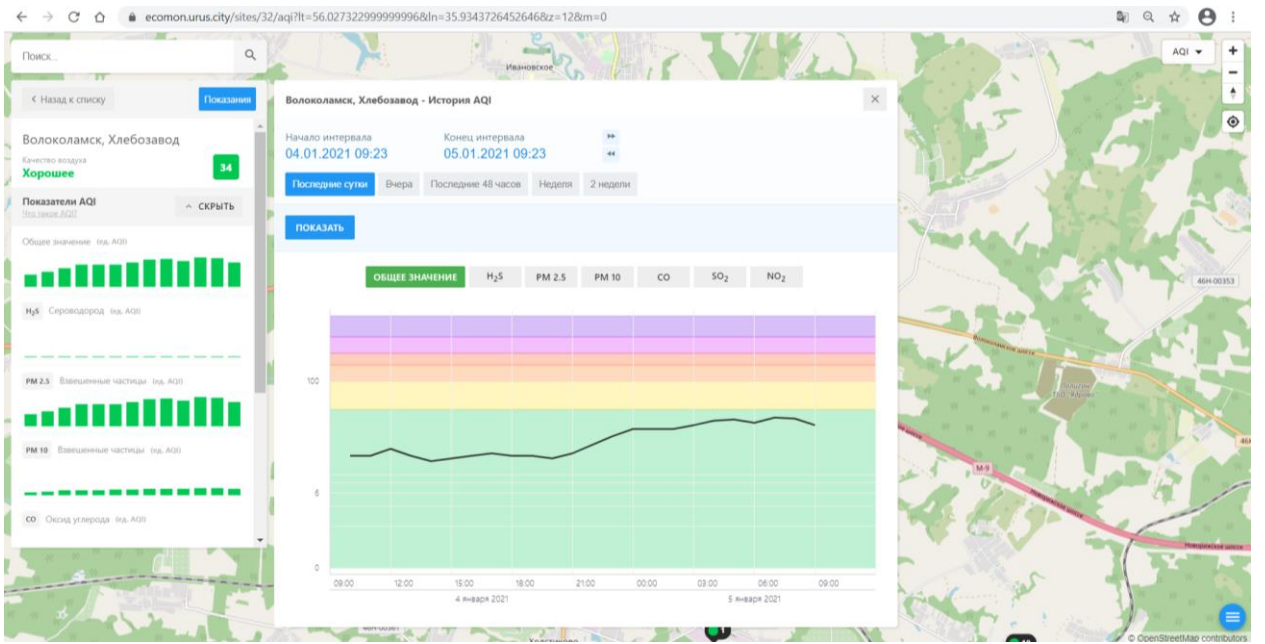 ecomon.urus.city/sites/32/aqi?lt=56.027322999999996&ln=35.9343726452646&z=12&m=0
Поиск...
AQI
Ивановское
Назад к списку
Показания
Волоколамск, Хлебозавод
Качество воздуха
Хорошее
34
Показатели AQI
Что такое AQI?
СКРЫТЬ
Общее значение (ед. AQI)
H₂S Сероводород (ед. AQI)
PM 2.5 Взвешенные частицы (ед. AQI)
PM 10 Взвешенные частицы (ед. AQI)
CO Оксид углерода (ед. AQI)
Волоколамск, Хлебозавод - История AQI
Начало интервала
04.01.2021 09:23
Конец интервала
05.01.2021 09:23
Последние сутки Вчера Последние 48 часов Неделя 2 недели
ПОКАЗАТЬ
ОБЩЕЕ ЗНАЧЕНИЕ H₂S PM 2.5 PM 10 CO SO₂ NO₂
100
0
09:00 12:00 15:00 18:00 21:00 00:00 03:00 06:00 09:00
4 января 2021 5 января 2021
46Н-00353
Волоколамское шоссе
Полигон
ТБО "Ядрово"
М-9
Новорижское шоссе
Новорижское шоссе
© OpenStreetMap contributors